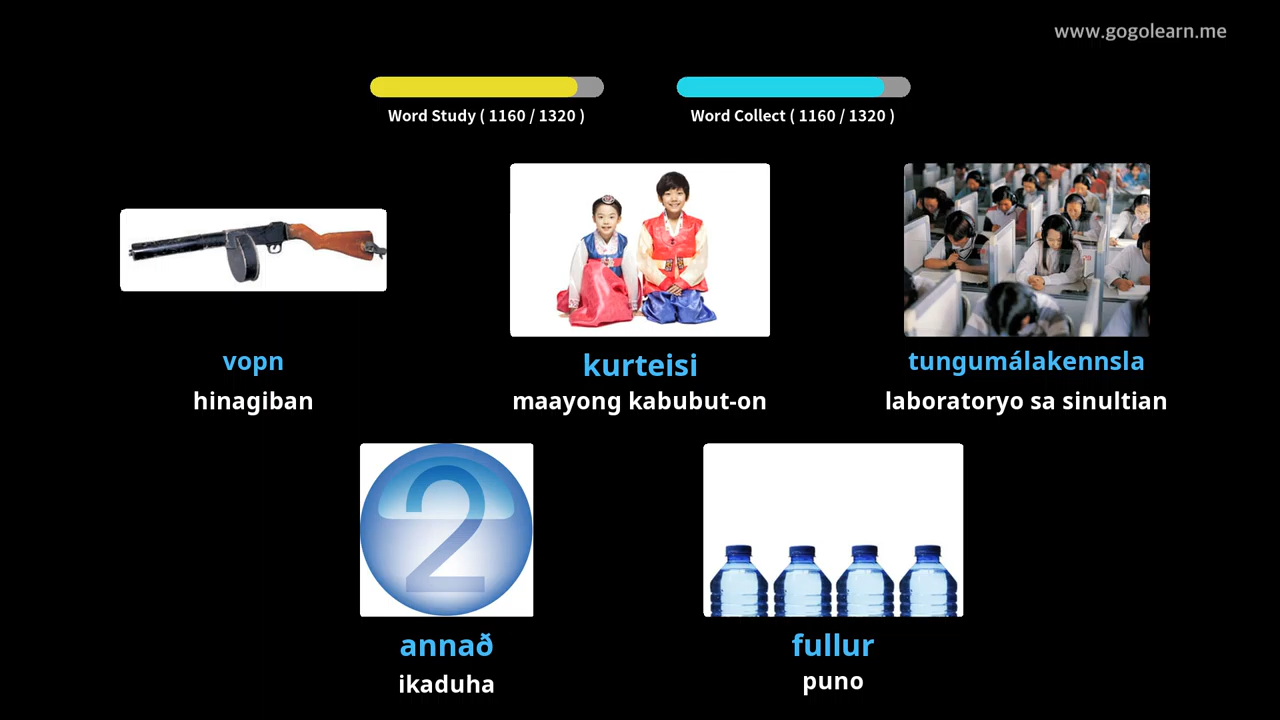 www.gogolearn.me
Word Study ( 1160 / 1320 )
Word Collect ( 1160 / 1320 )
vopn
kurteisi
tungumálakennsla
hinagiban
maayong kabubut-on
laboratoryo sa sinultian
2
annað
fullur
ikaduha
puno